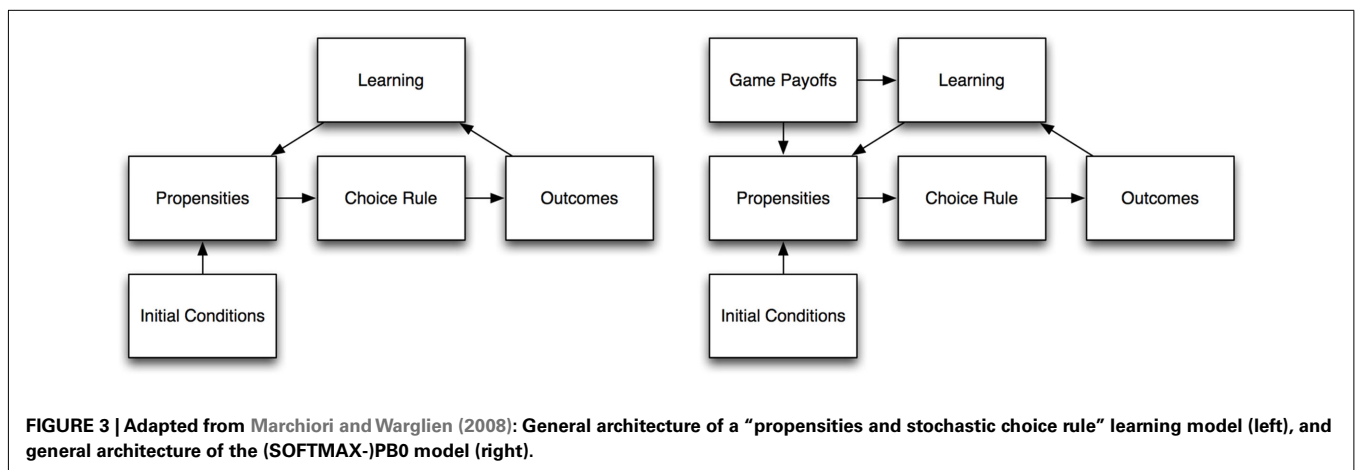 Learning
Propensities
Choice Rule
Outcomes
Initial Conditions
Game Payoffs
Learning
Propensities
Choice Rule
Outcomes
Initial Conditions
FIGURE 3 | Adapted from Marchiori and Warglien (2008): General architecture of a “propensities and stochastic choice rule” learning model (left), and
general architecture of the (SOFTMAX-)PB0 model (right).